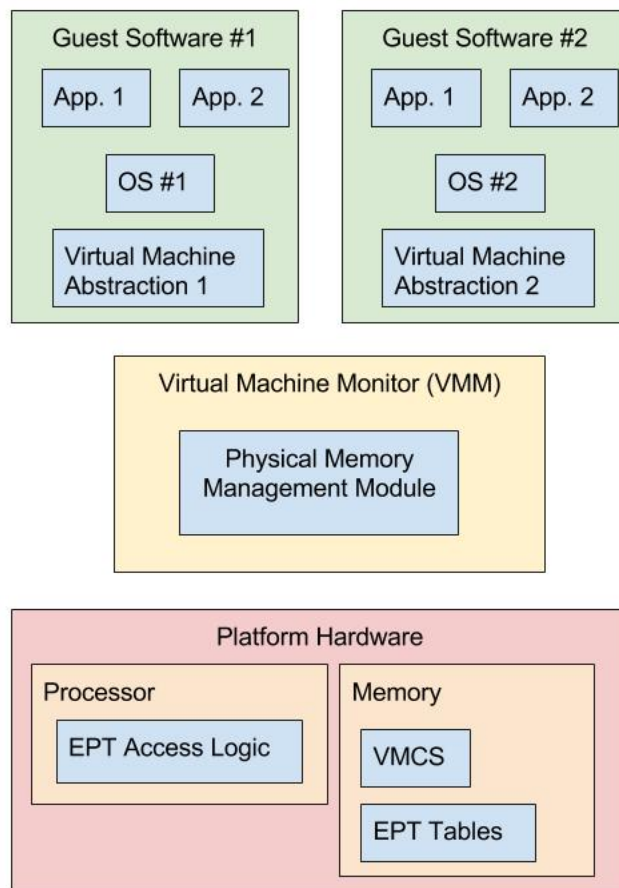 Guest Software #1
App. 1
App. 2
OS #1
Virtual Machine
Abstraction 1
Guest Software #2
App. 1
App. 2
OS #2
Virtual Machine
Abstraction 2
Virtual Machine Monitor (VMM)
Physical Memory
Management Module
Platform Hardware
Processor
EPT Access Logic
Memory
VMCS
EPT Tables